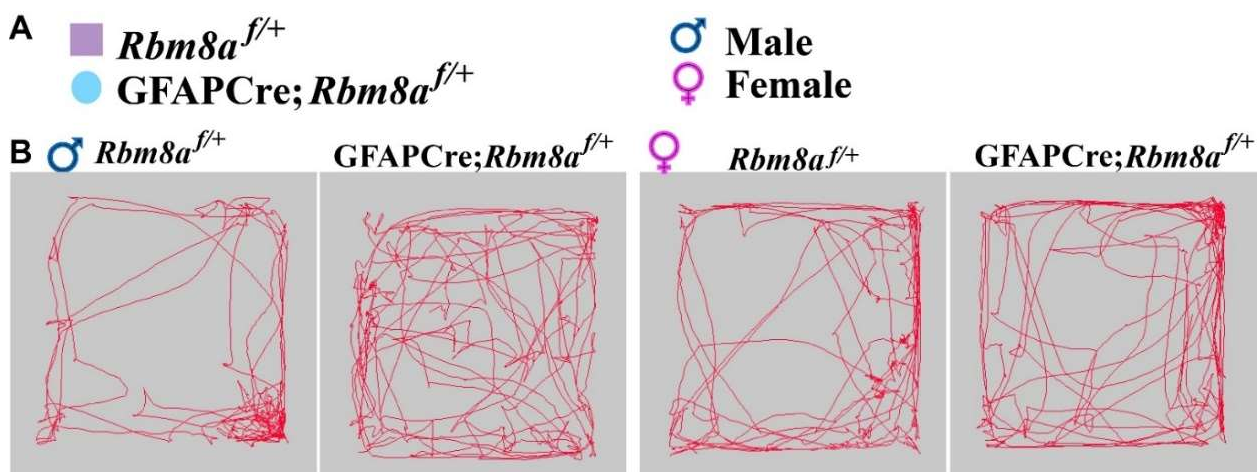 A
Rbm8a f/+
GFAPCre; Rbm8a f/+
Male
Female
B
Rbm8a f/+
GFAPCre;Rbm8a f/+
Rbm8a f/+
GFAPCre;Rbm8a f/+